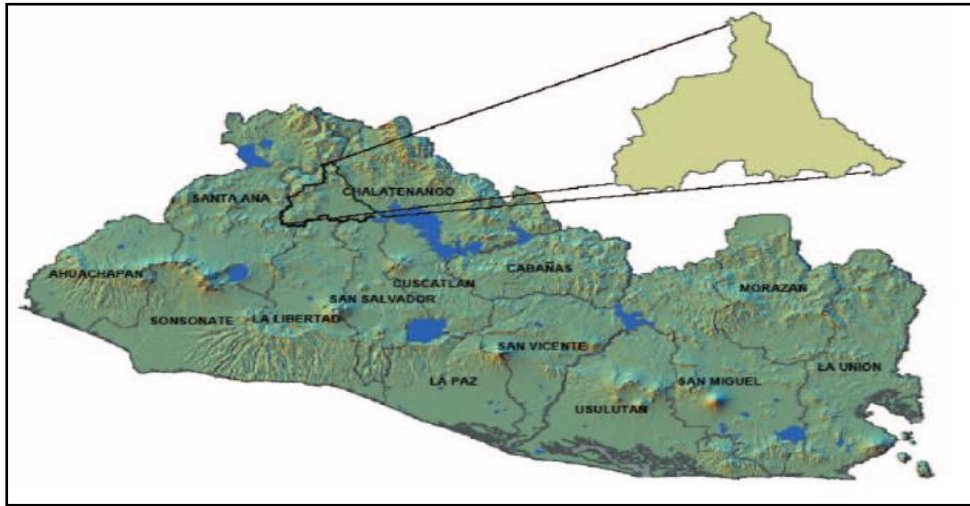 CHALATENANGO
SANTA ANA
AHUACHAPAN
CABAÑAS
CUSCATLAN
MORAZAN
SAN SALVADOR
SONSONATE
LA LIBERTAD
SAN VICENTE
LA UNION
LA PAZ
SAN MIGUEL
USULUTAN